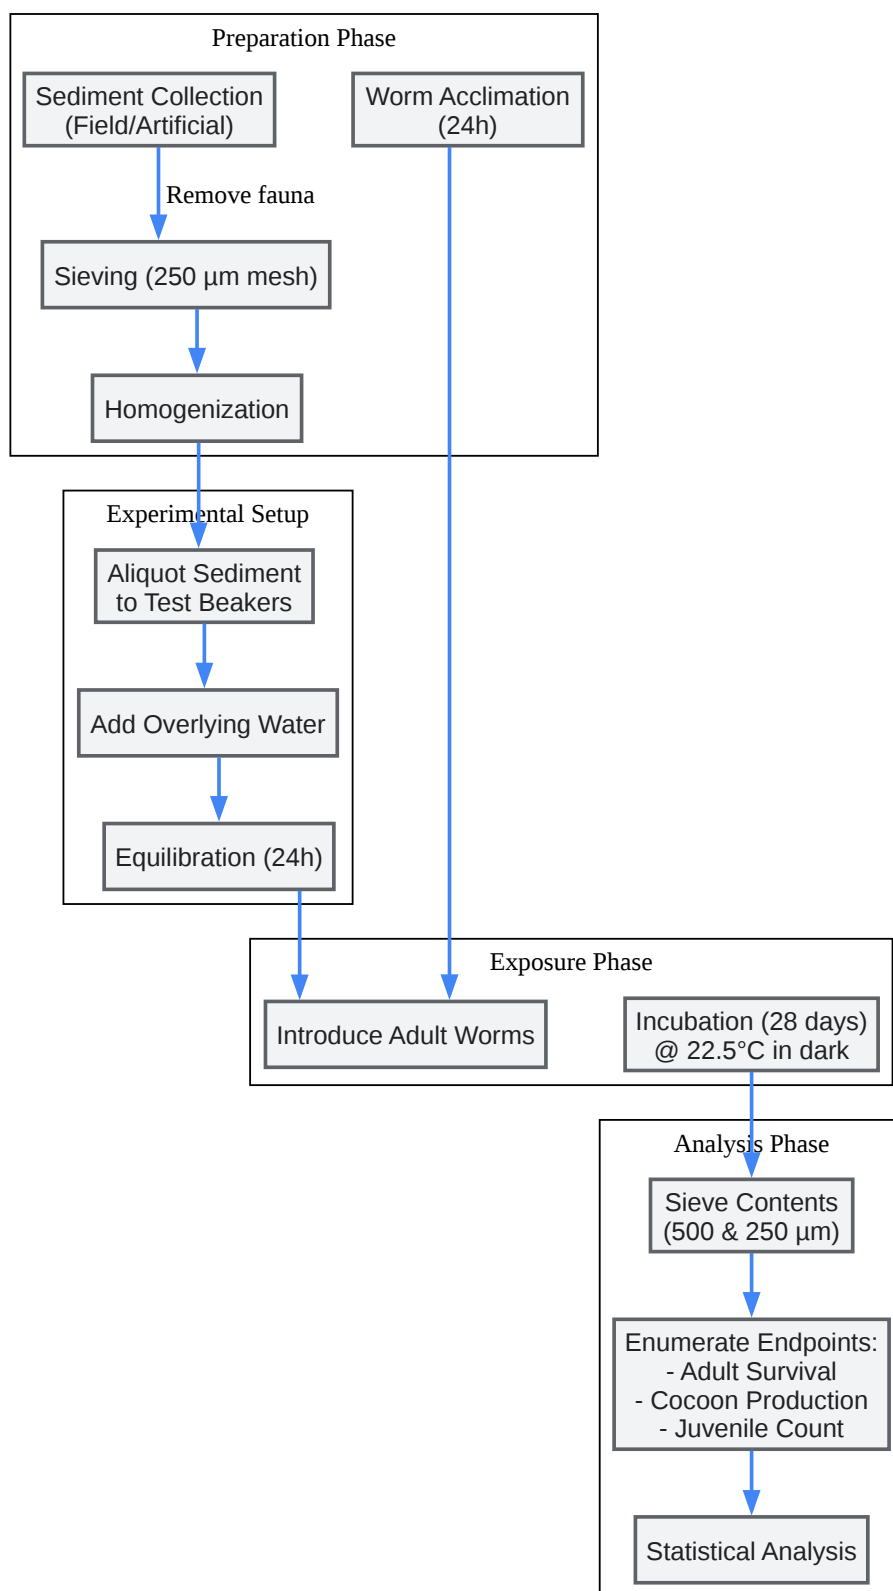 Preparation Phase
Sediment Collection
(Field/Artificial)
Worm Acclimation
(24h)
Remove fauna
Sieving (250 µm mesh)
Homogenization
Experimental Setup
Aliquot Sediment
to Test Beakers
Add Overlying Water
Equilibration (24h)
Exposure Phase
Introduce Adult Worms
Incubation (28 days)
@ 22.5°C in dark
Analysis Phase
Sieve Contents
(500 & 250 µm)
Enumerate Endpoints:
- Adult Survival
- Cocoon Production
- Juvenile Count
Statistical Analysis